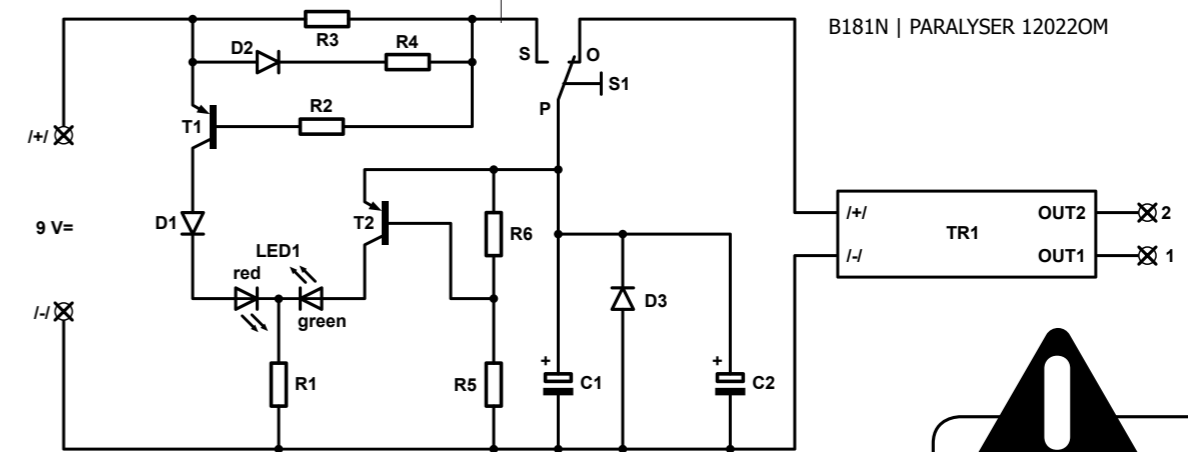 B181N | PARALYSER 12022OM
R3
D2
R4
S
O
S1
P
R2
T1
/+/
9 V=
D1
T2
R6
LED1
red
green
/-/
R1
R5
+
C1
D3
+
C2
/+/
/-/
TR1
OUT2
OUT1
2
1